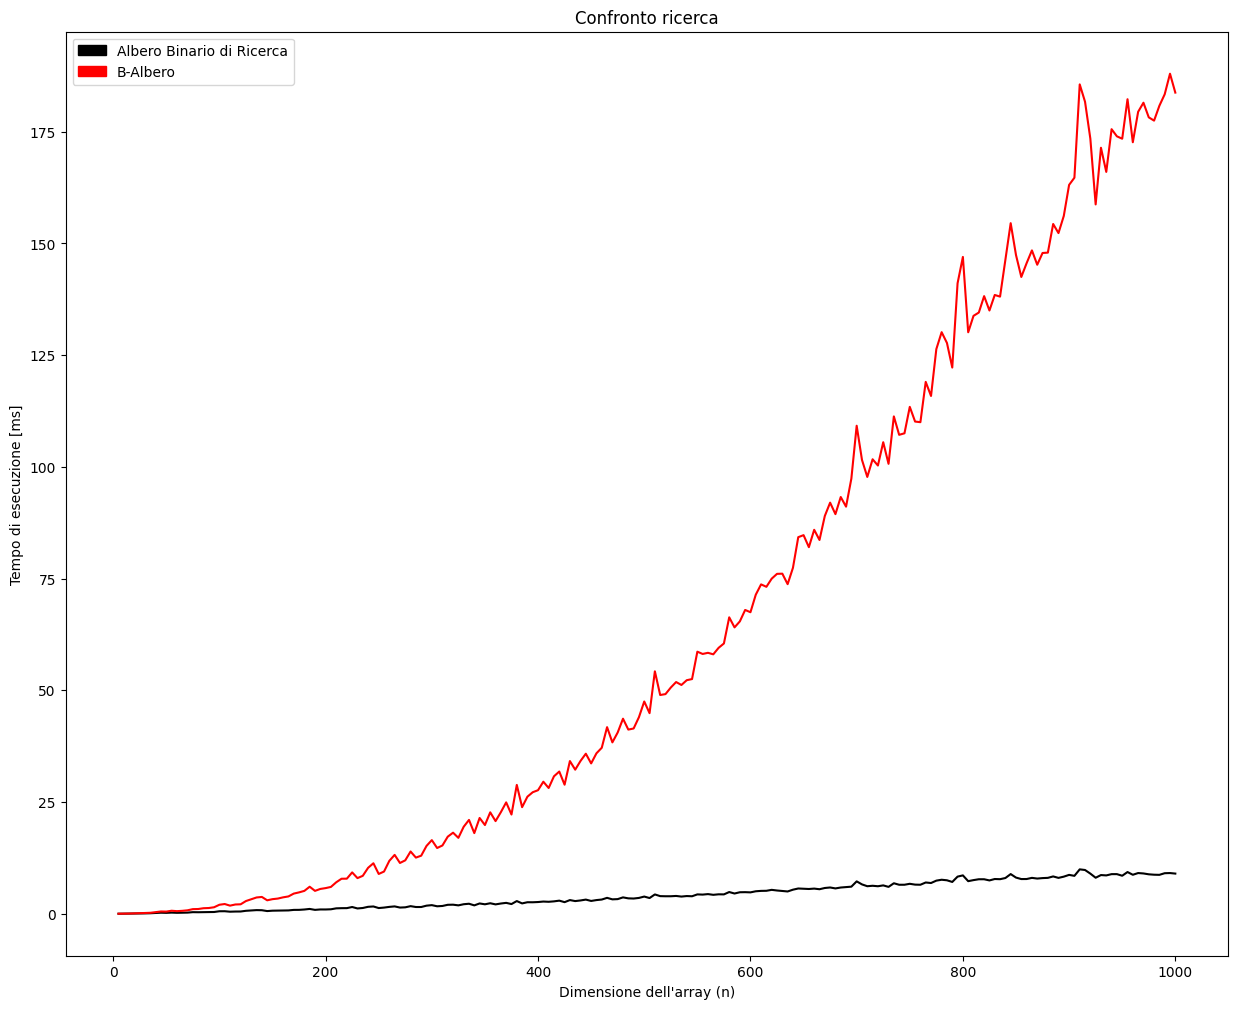 Confronto ricerca
Albero Binario di Ricerca
B-Albero
Tempo di esecuzione [ms]
175
150
125
100
75
50
25
0
0 200 400 600 800 1000
Dimensione dell'array (n)